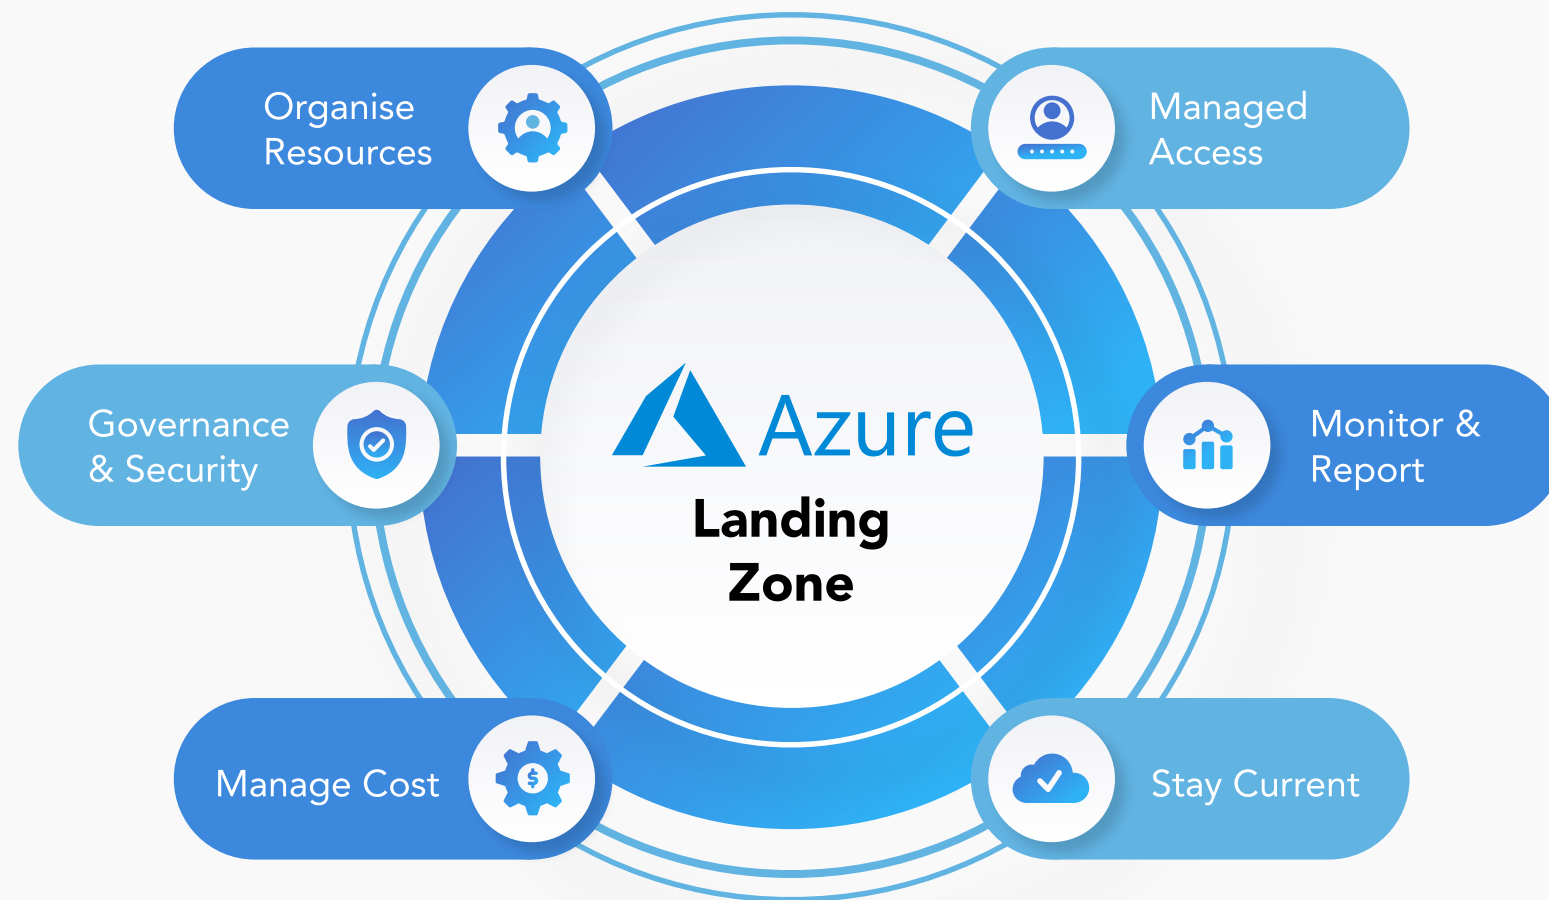 Organise
Resources
Managed
Access
Governance
& Security
Azure
Landing
Zone
Monitor &
Report
Manage Cost
$
Stay Current